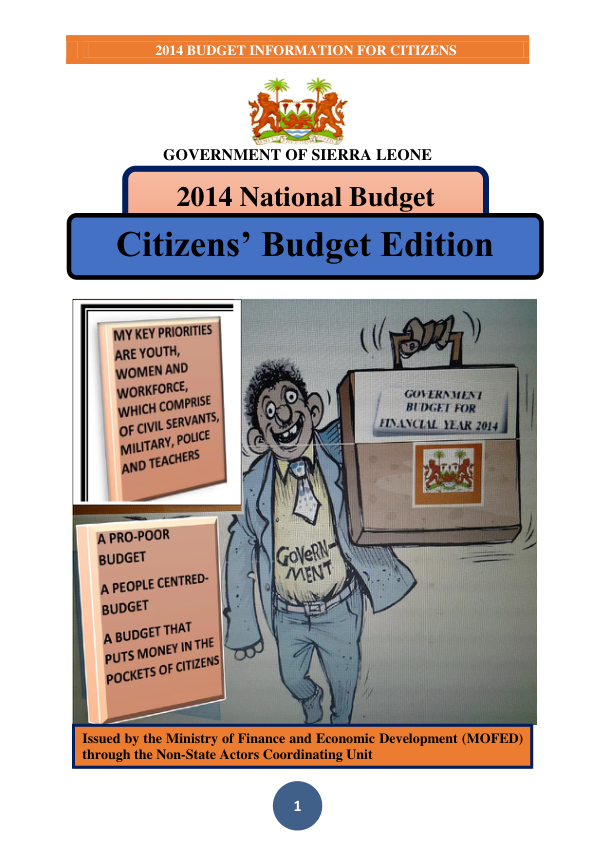 2014 BUDGET INFORMATION FOR CITIZENS
GOVERNMENT OF SIERRA LEONE
2014 National Budget
Citizens’ Budget Edition
MY KEY PRIORITIES
ARE YOUTH,
WOMEN AND
WORKFORCE,
WHICH COMPRISE
OF CIVIL SERVANTS,
MILITARY, POLICE
AND TEACHERS
GOVERNMENT
BUDGET FOR
FINANCIAL YEAR 2014
GOVERN-
MENT
A PRO-POOR
BUDGET
A PEOPLE CENTRED-
BUDGET
A BUDGET THAT
PUTS MONEY IN THE
POCKETS OF CITIZENS
Issued by the Ministry of Finance and Economic Development (MOFED)
through the Non-State Actors Coordinating Unit
1